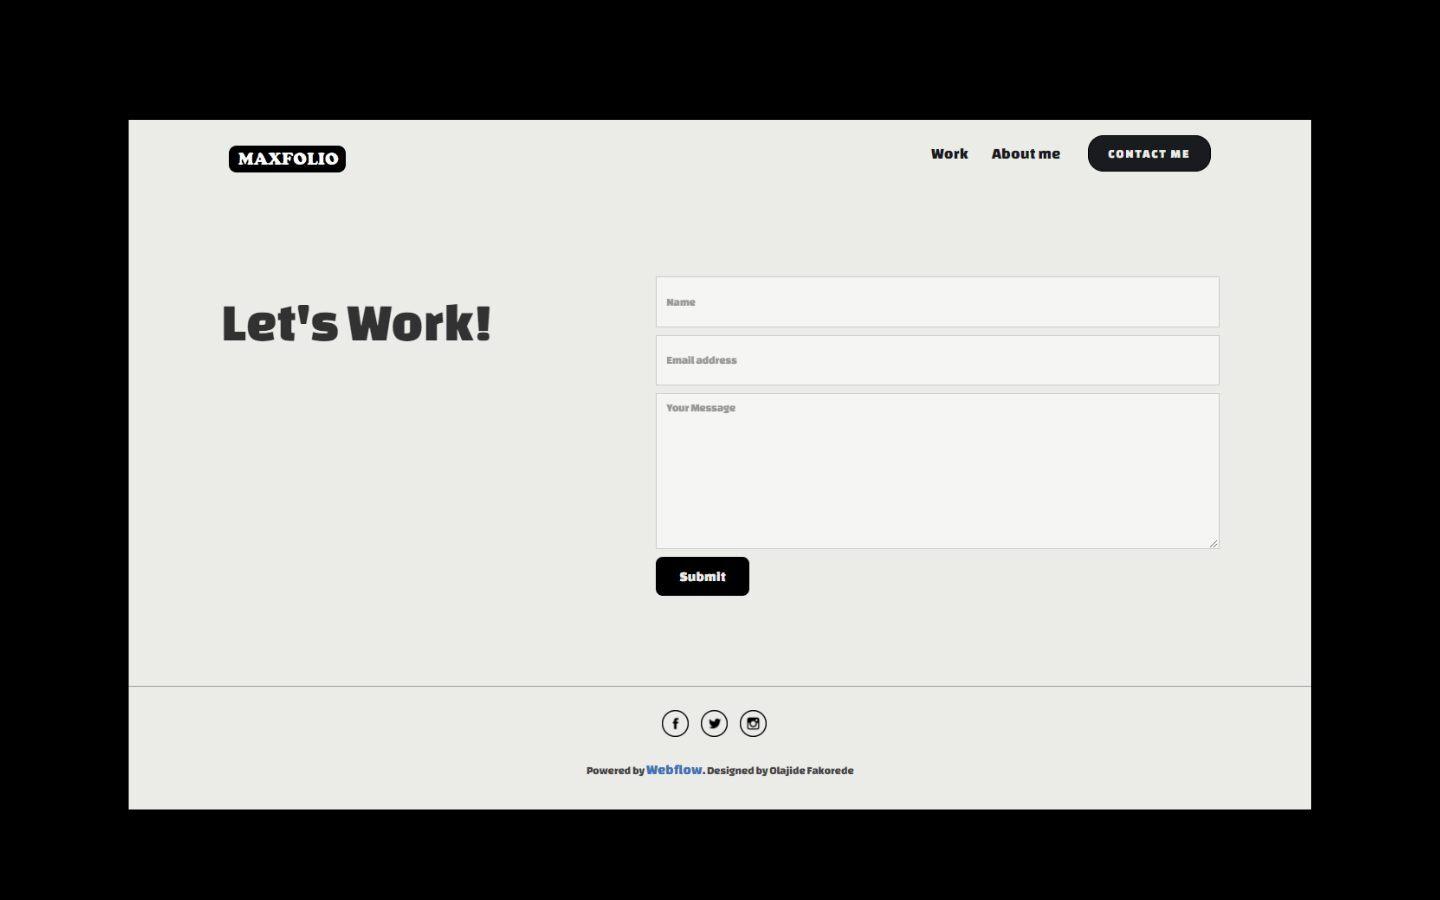 MAXFOLIO
Work
About me
CONTACT ME
Let's Work!
Name
Email address
Your Message
Submit
Powered by Webflow. Designed by Olajide Fakorede